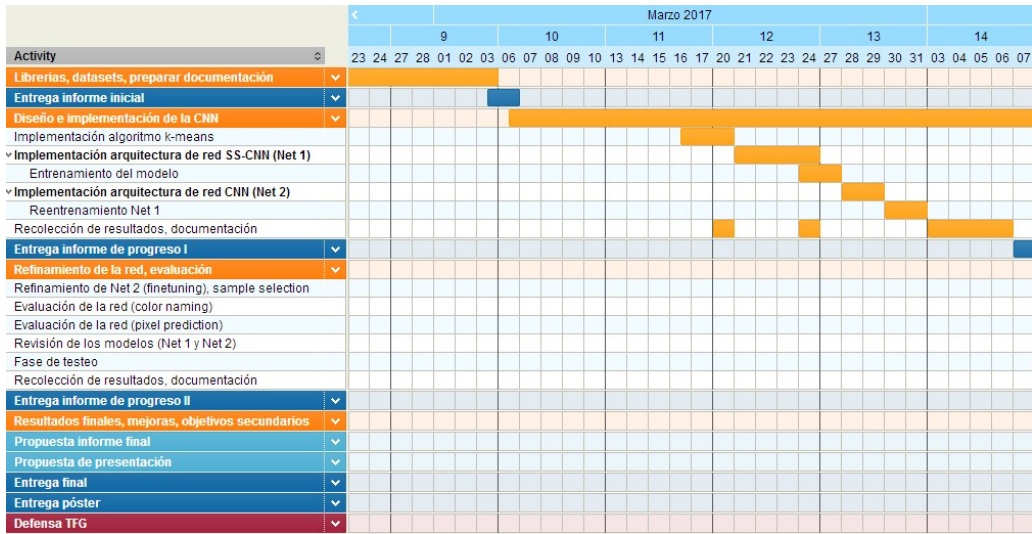 Marzo 2017
9 10 11 12 13 14
Activity 23 24 27 28 01 02 03 06 07 08 09 10 13 14 15 16 17 20 21 22 23 24 27 28 29 30 31 03 04 05 06 07
Librerias, datasets, preparar documentación
Entrega informe inicial
Diseño e implementación de la CNN
Implementación algoritmo k-means
Implementación arquitectura de red SS-CNN (Net 1)
Entrenamiento del modelo
Implementación arquitectura de red CNN (Net 2)
Reentrenamiento Net 1
Recolección de resultados, documentación
Entrega informe de progreso I
Refinamiento de la red, evaluación
Refinamiento de Net 2 (finetuning), sample selection
Evaluación de la red (color naming)
Evaluación de la red (pixel prediction)
Revisión de los modelos (Net 1 y Net 2)
Fase de testeo
Recolección de resultados, documentación
Entrega informe de progreso II
Resultados finales, mejoras, objetivos secundarios
Propuesta informe final
Propuesta de presentación
Entrega final
Entrega póster
Defensa TFG